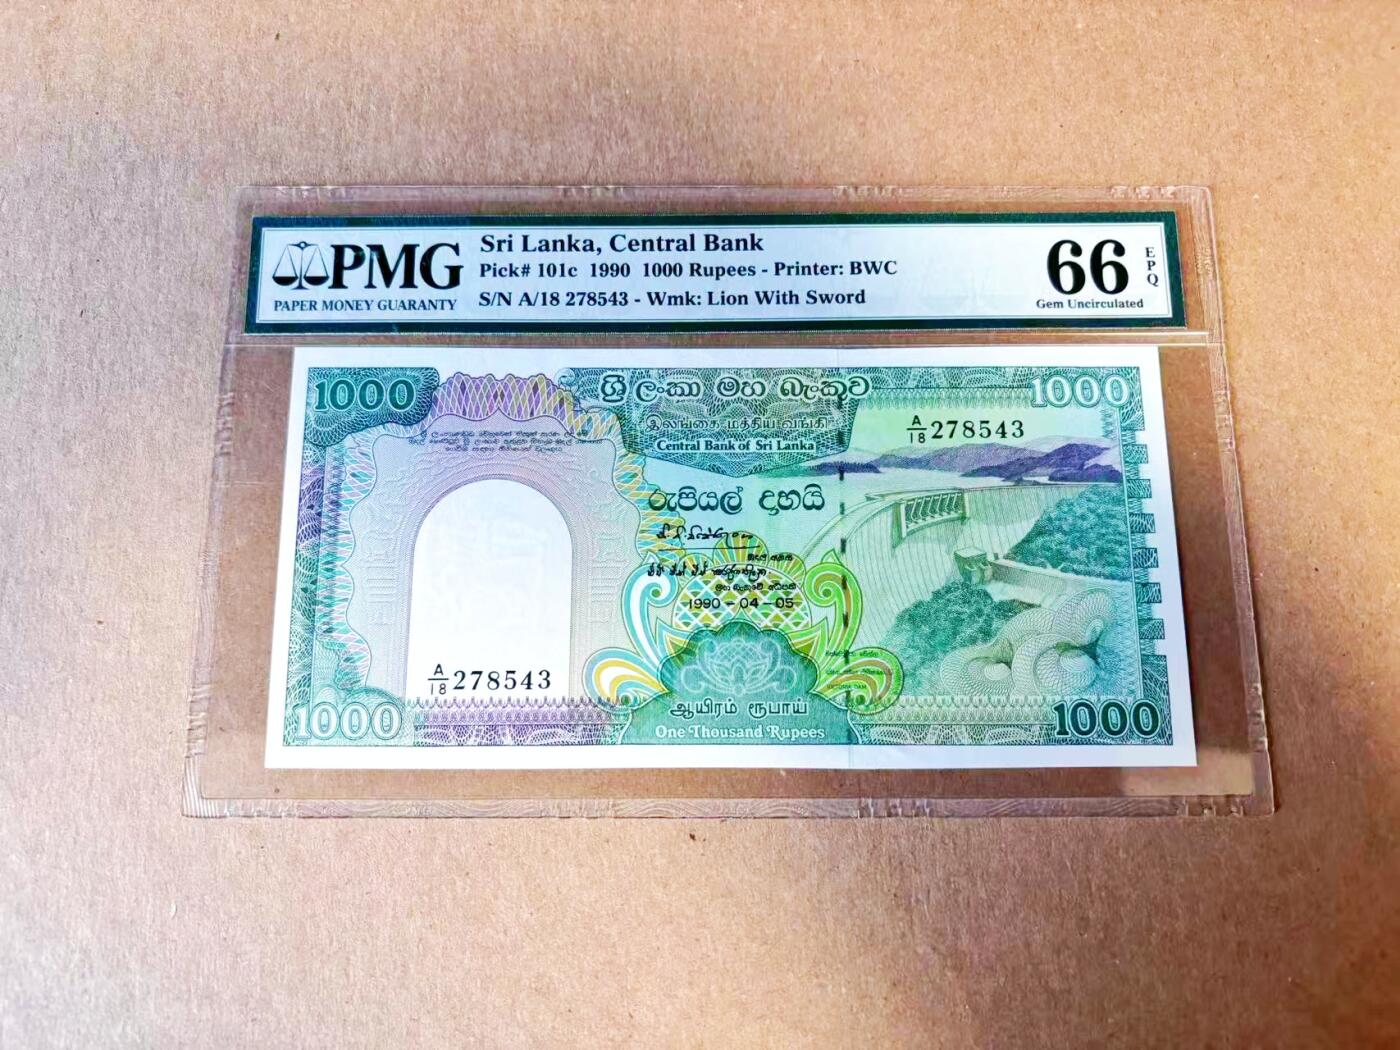 PMG
PAPER MONEY GUARANTY
Sri Lanka, Central Bank
Pick# 101c 1990 1000 Rupees - Printer: BWC
S/N A/18 278543 - Wmk: Lion With Sword
66
EPQ
Gem Uncirculated
1000
ශ්‍රී ලංකා මහ බැංකුව
1000
இலங்கை மத்திய வங்கி
Central Bank of Sri Lanka
A/18 278543
රුපියල් දාහයි
1990-04-05
A/18 278543
1000
ஆயிரம் ரூபாய்
One Thousand Rupees
1000